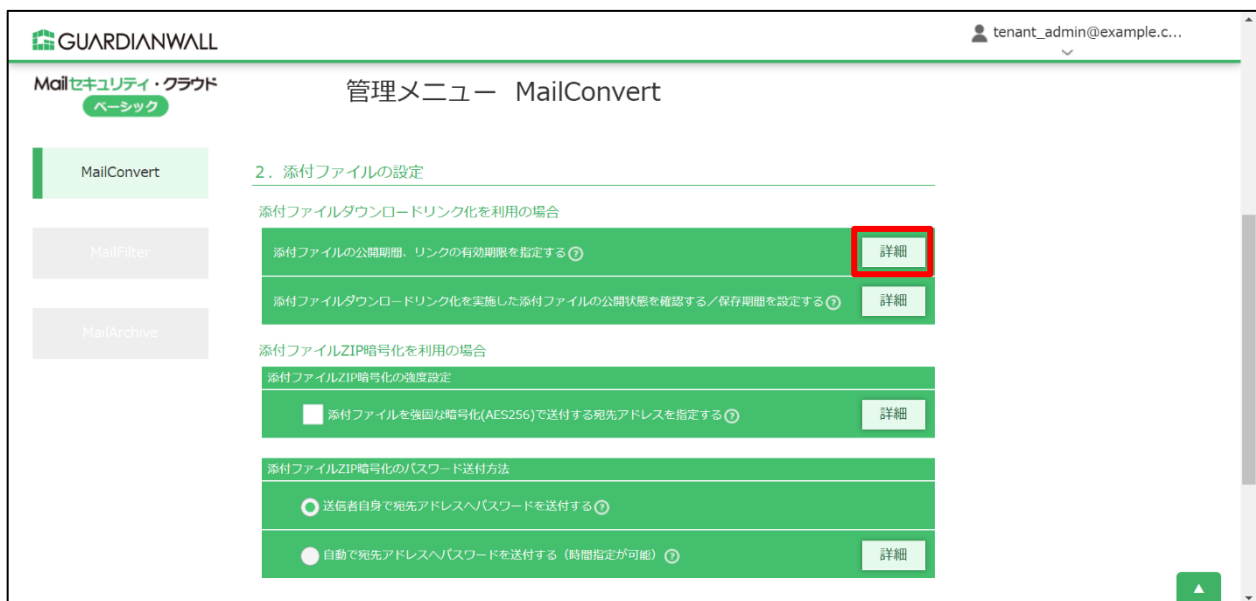 GUARDIANWALL
tenant_admin@example.c...
Mailセキュリティ・クラウド
ベーシック
管理メニュー MailConvert
MailConvert
MailFilter
MailArchive
2．添付ファイルの設定
添付ファイルダウンロードリンク化を利用の場合
添付ファイルの公開期間、リンクの有効期限を指定する?
詳細
添付ファイルダウンロードリンク化を実施した添付ファイルの公開状態を確認する／保存期間を設定する?
詳細
添付ファイルZIP暗号化を利用の場合
添付ファイルZIP暗号化の強度設定
添付ファイルを強固な暗号化(AES256)で送付する宛先アドレスを指定する?
詳細
添付ファイルZIP暗号化のパスワード送付方法
送信者自身で宛先アドレスへパスワードを送付する?
自動で宛先アドレスへパスワードを送付する（時間指定が可能）?
詳細